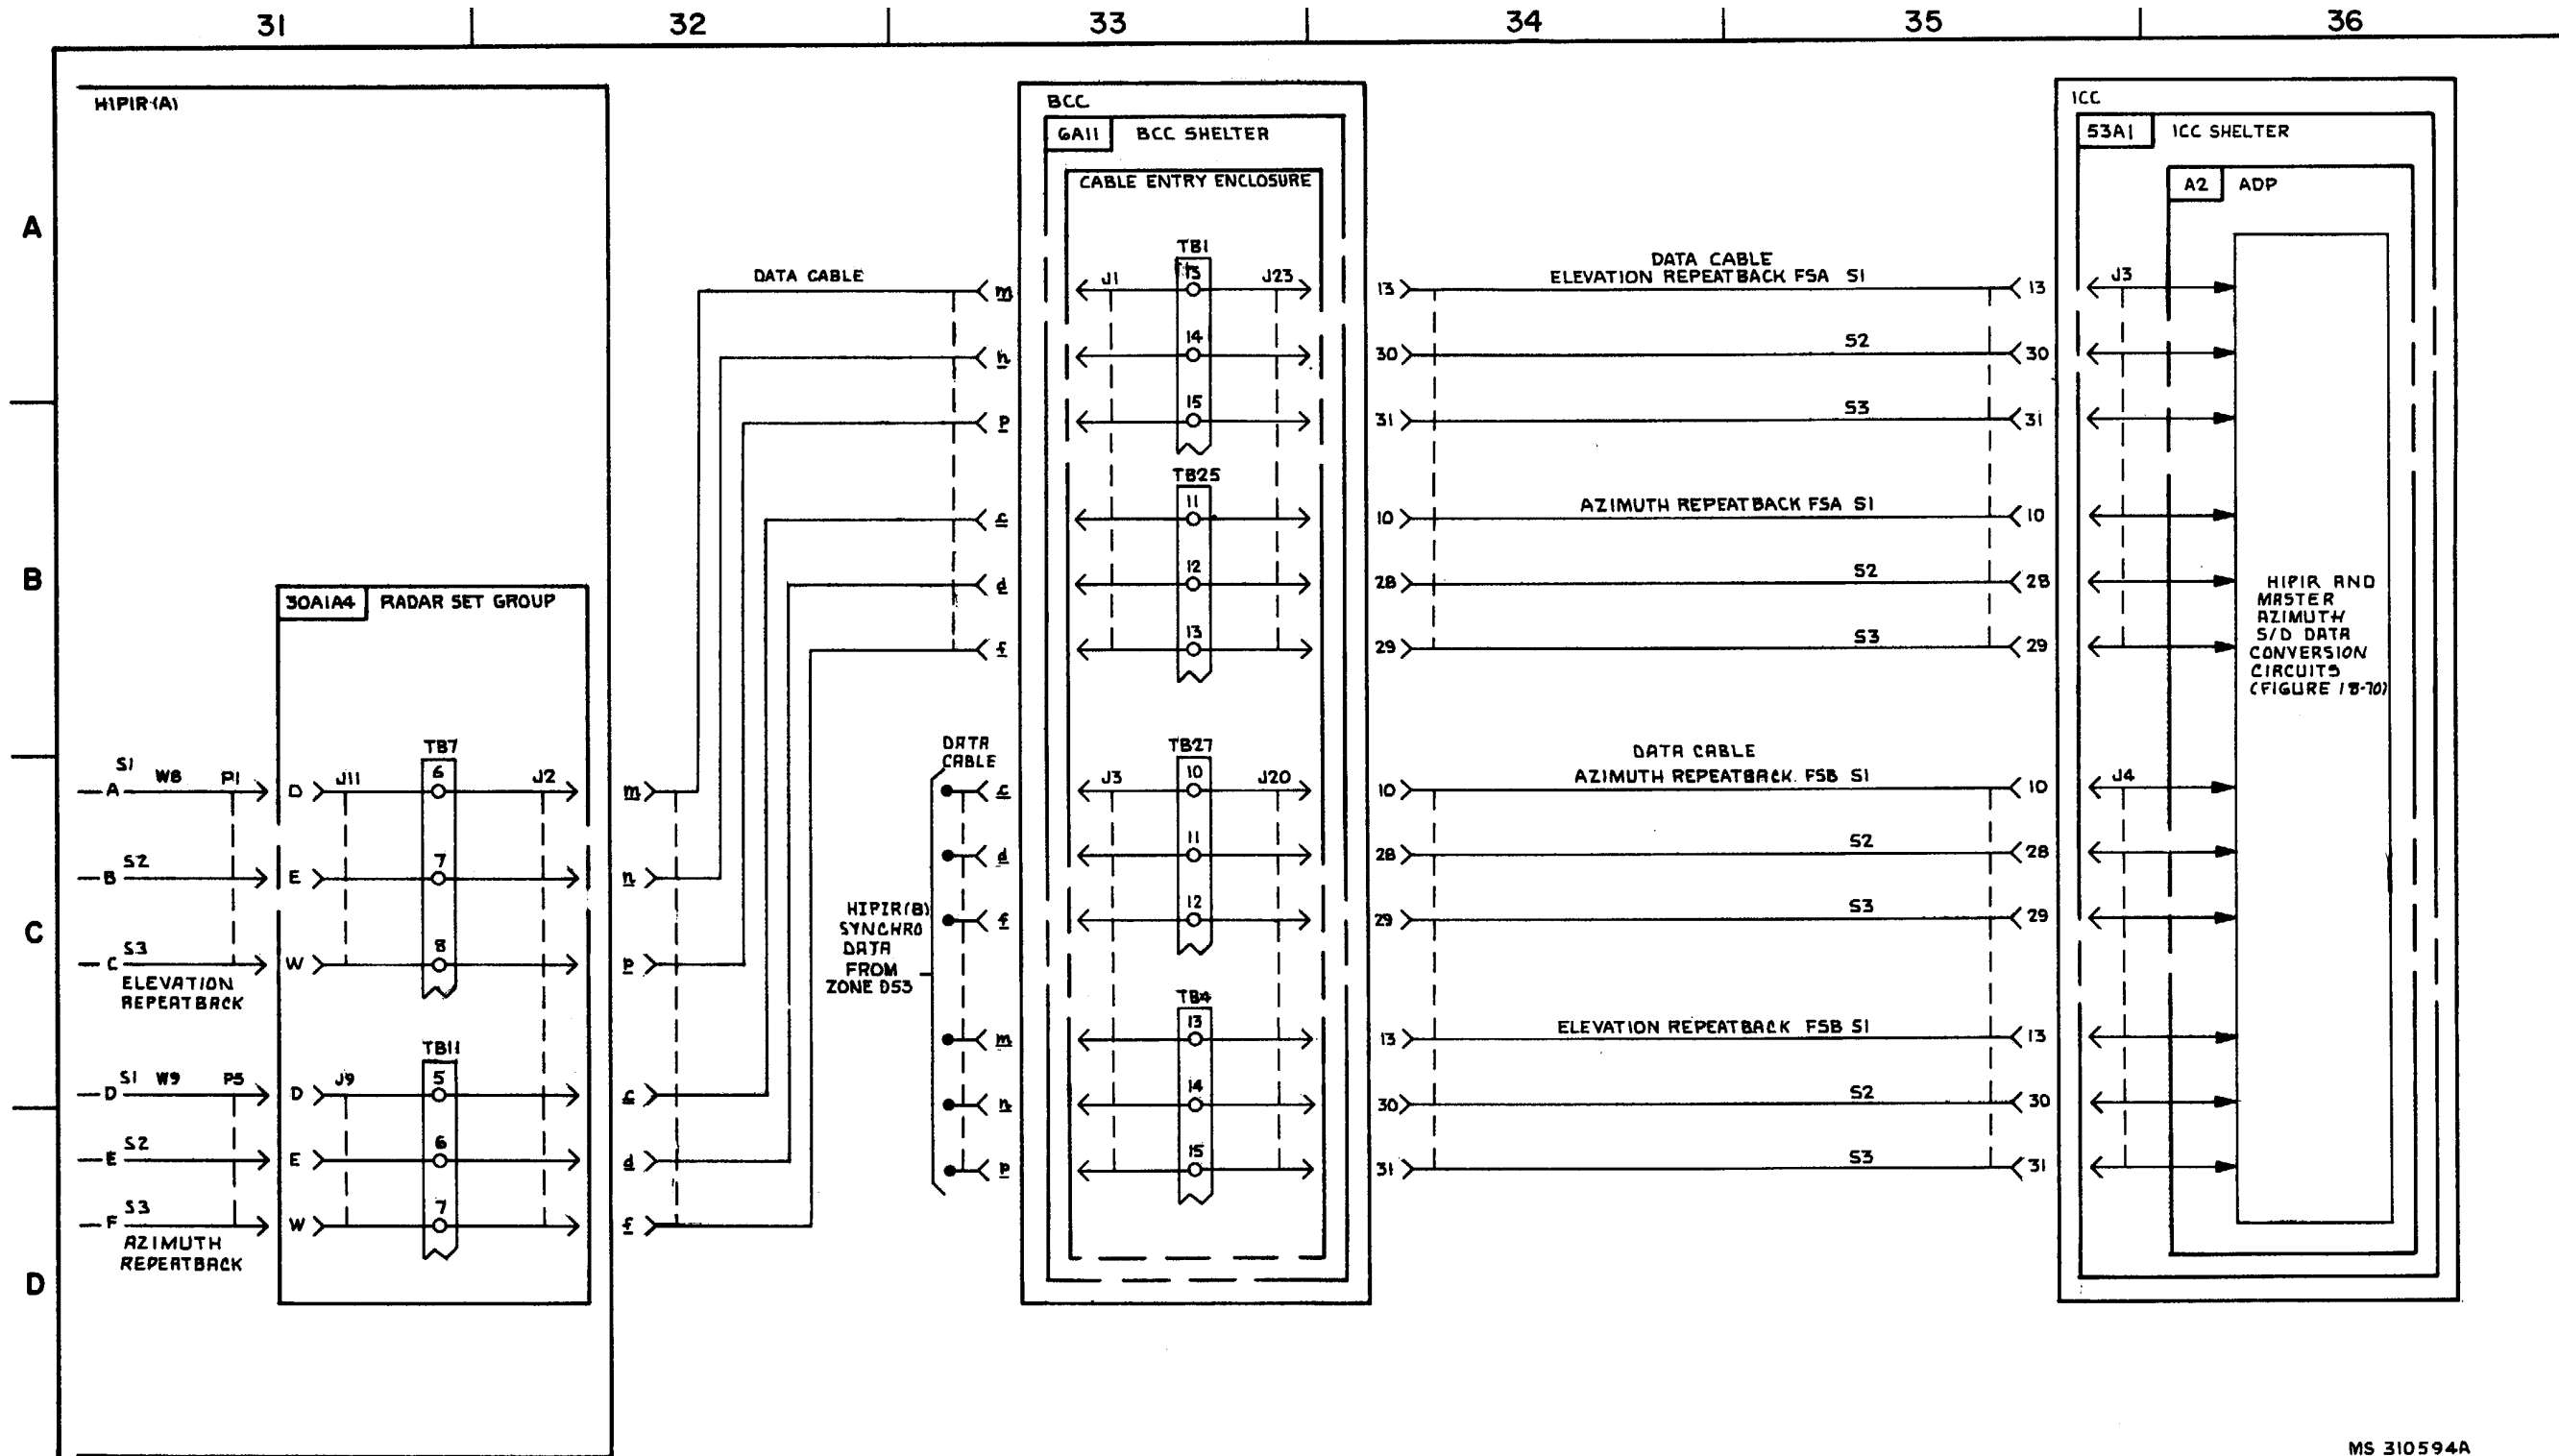 31 32 33 34 35 36
A
B
C
D
HIPIR (A)
30A1A4 RADAR SET GROUP
TB7
S1 W8 P1
A D J11 6 J2 m
S2
B E 7 n
S3
C W 8 p
ELEVATION
REPEATBACK
TB11
S1 W9 P5
D D J9 5 c
S2
E E 6 d
S3
F W 7 f
AZIMUTH
REPEATBACK
DATA CABLE
m
n
p
c
d
f
DATA
CABLE
c
d
f
m
n
p
HIPIR (B)
SYNCHRO
DATA
FROM
ZONE D53
BCC
6A11 BCC SHELTER
CABLE ENTRY ENCLOSURE
TB1
J1 13 J23
14
15
TB25
11
12
13
TB27
J3 10 J20
11
12
TB4
13
14
15
DATA CABLE
13 ELEVATION REPEATBACK FSA S1 13
30 S2 30
31 S3 31
10 AZIMUTH REPEATBACK FSA S1 10
28 S2 28
29 S3 29
DATA CABLE
10 AZIMUTH REPEATBACK FSB S1 10
28 S2 28
29 S3 29
13 ELEVATION REPEATBACK FSB S1 13
30 S2 30
31 S3 31
ICC
53A1 ICC SHELTER
A2 ADP
J3
J4
HIPIR AND
MASTER
AZIMUTH
S/D DATA
CONVERSION
CIRCUITS
(FIGURE 18-70)
MS 310594A